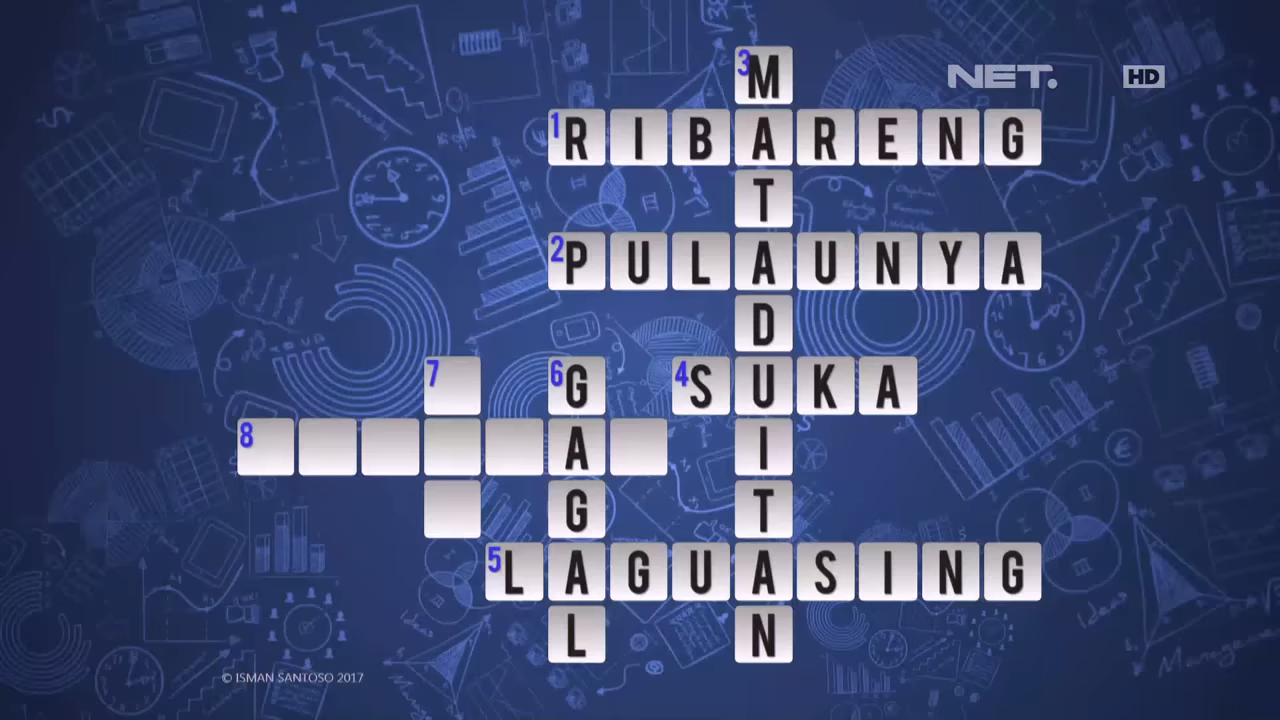 3 M
NET. HD
1 RIBARENG
T
2 PULAUNYA
D
7 6 G 4 SUKA
8 A I
G T
5 LAGUASING
L N
© ISMAN SANTOSO 2017